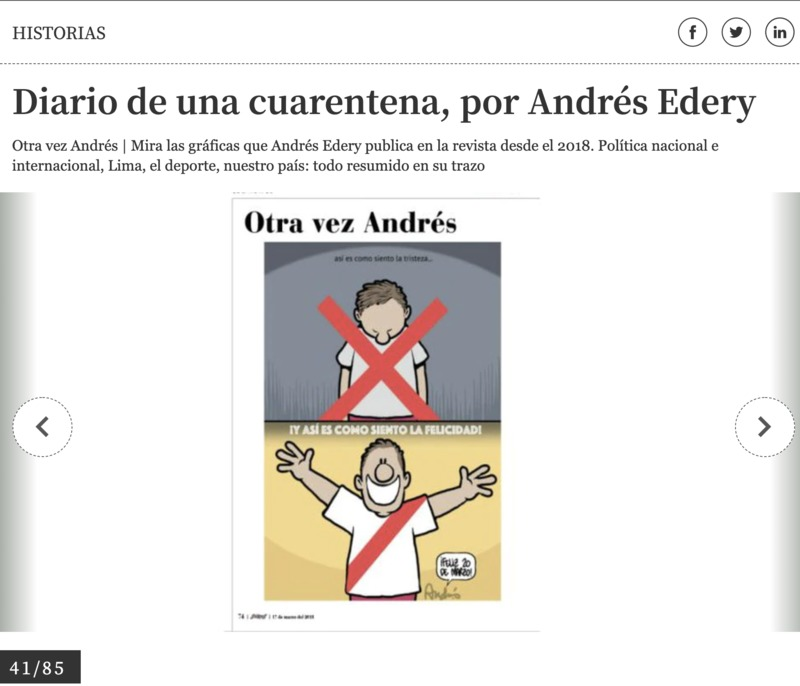 HISTORIAS
Diario de una cuarentena, por Andrés Edery
Otra vez Andrés | Mira las gráficas que Andrés Edery publica en la revista desde el 2018. Política nacional e
internacional, Lima, el deporte, nuestro país: todo resumido en su trazo
Otra vez Andrés
así es como siento la tristeza...
¡Y ASÍ ES COMO SIENTO LA FELICIDAD!
¡FELIZ 20
DE MARZO!
Andrés
74 |
41/85